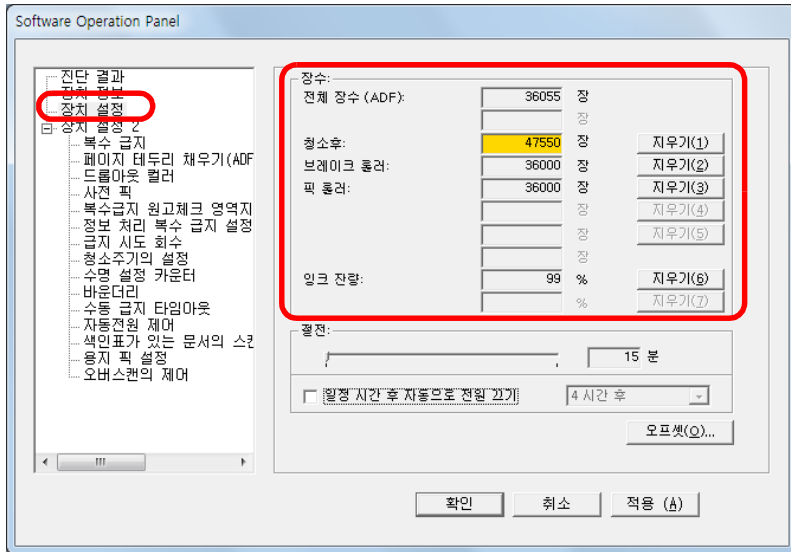 Software Operation Panel
진단 결과
장치 정보
장치 설정
장치 설정 2
복수 급지
페이지 테두리 채우기(ADF
드롭아웃 컬러
사전 픽
복수급지 원고체크 영역지
정보 처리 복수 급지 설정
급지 시도 회수
청소주기의 설정
수명 설정 카운터
바운더리
수동 급지 타임아웃
자동전원 제어
색인표가 있는 문서의 스캔
용지 픽 설정
오버스캔의 제어
장수:
전체 장수 (ADF): 36055 장
장
청소후: 47550 장 지우기(1)
브레이크 롤러: 36000 장 지우기(2)
픽 롤러: 36000 장 지우기(3)
장 지우기(4)
장 지우기(5)
장
잉크 잔량: 99 % 지우기(6)
% 지우기(7)
절전:
15 분
일정 시간 후 자동으로 전원 끄기 4 시간 후
오프셋(O)...
확인 취소 적용 (A)